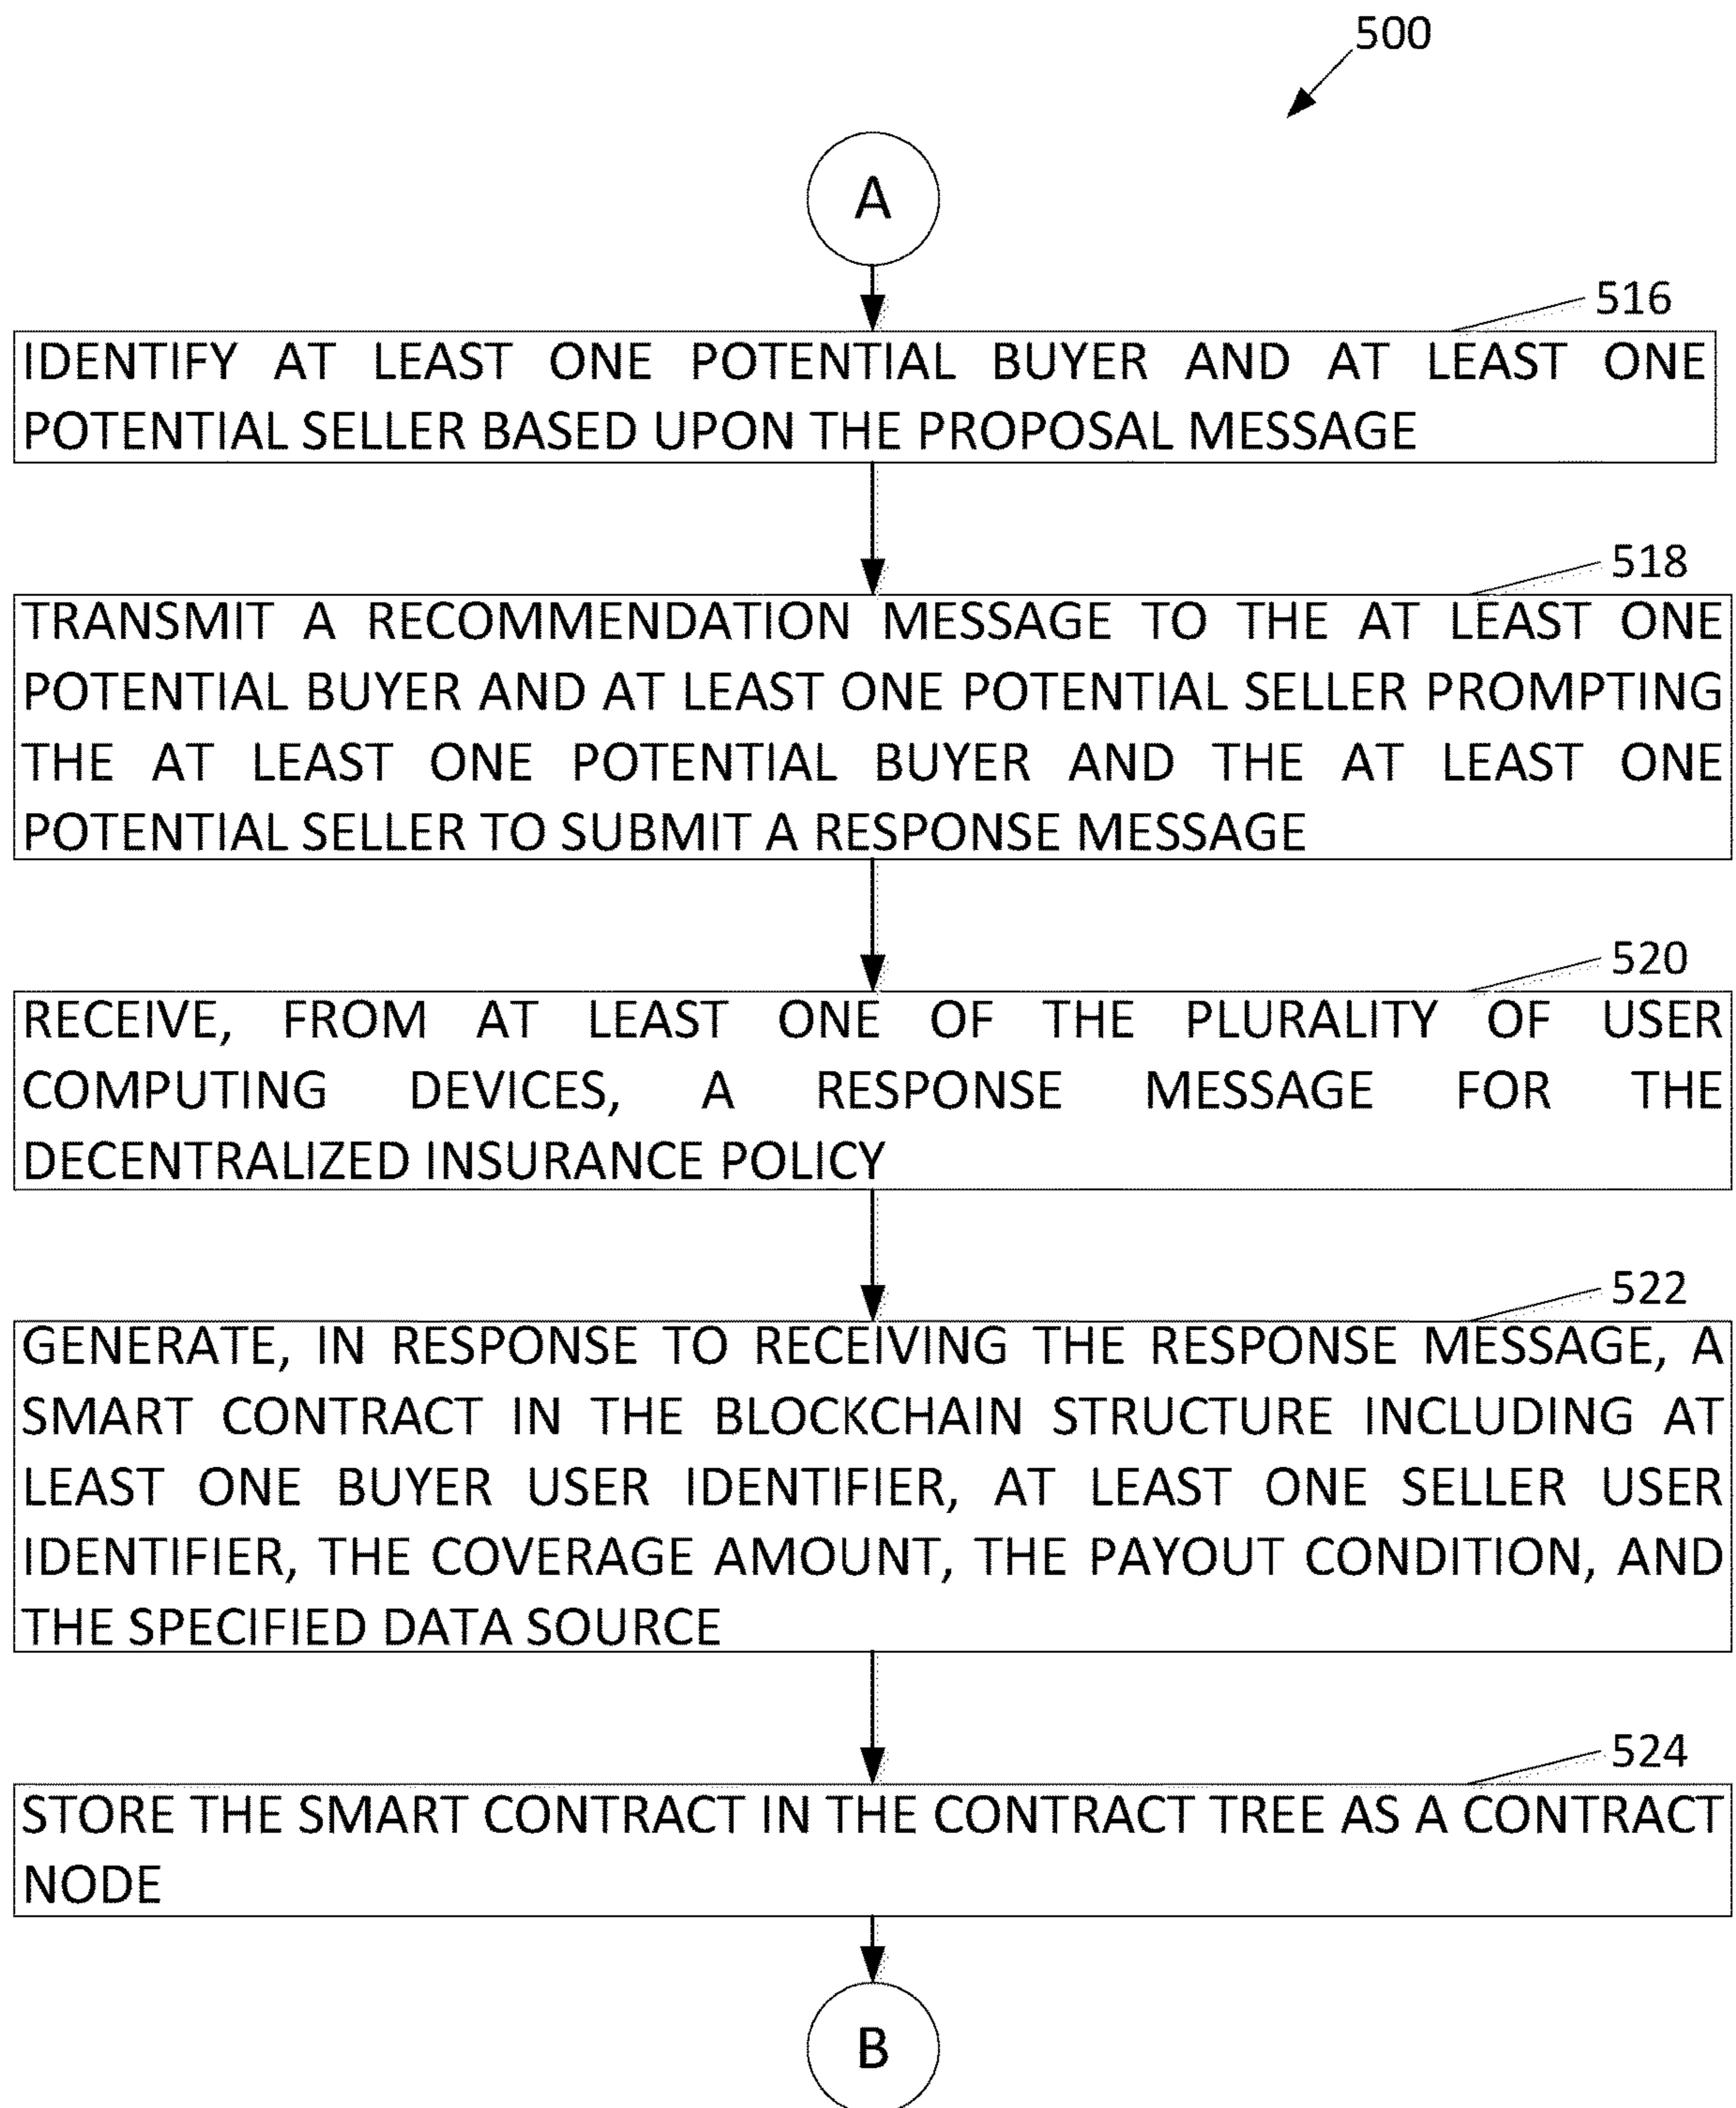 500
A
516
IDENTIFY AT LEAST ONE POTENTIAL BUYER AND AT LEAST ONE
POTENTIAL SELLER BASED UPON THE PROPOSAL MESSAGE
518
TRANSMIT A RECOMMENDATION MESSAGE TO THE AT LEAST ONE
POTENTIAL BUYER AND AT LEAST ONE POTENTIAL SELLER PROMPTING
THE AT LEAST ONE POTENTIAL BUYER AND THE AT LEAST ONE
POTENTIAL SELLER TO SUBMIT A RESPONSE MESSAGE
520
RECEIVE, FROM AT LEAST ONE OF THE PLURALITY OF USER
COMPUTING DEVICES, A RESPONSE MESSAGE FOR THE
DECENTRALIZED INSURANCE POLICY
522
GENERATE, IN RESPONSE TO RECEIVING THE RESPONSE MESSAGE, A
SMART CONTRACT IN THE BLOCKCHAIN STRUCTURE INCLUDING AT
LEAST ONE BUYER USER IDENTIFIER, AT LEAST ONE SELLER USER
IDENTIFIER, THE COVERAGE AMOUNT, THE PAYOUT CONDITION, AND
THE SPECIFIED DATA SOURCE
524
STORE THE SMART CONTRACT IN THE CONTRACT TREE AS A CONTRACT
NODE
B